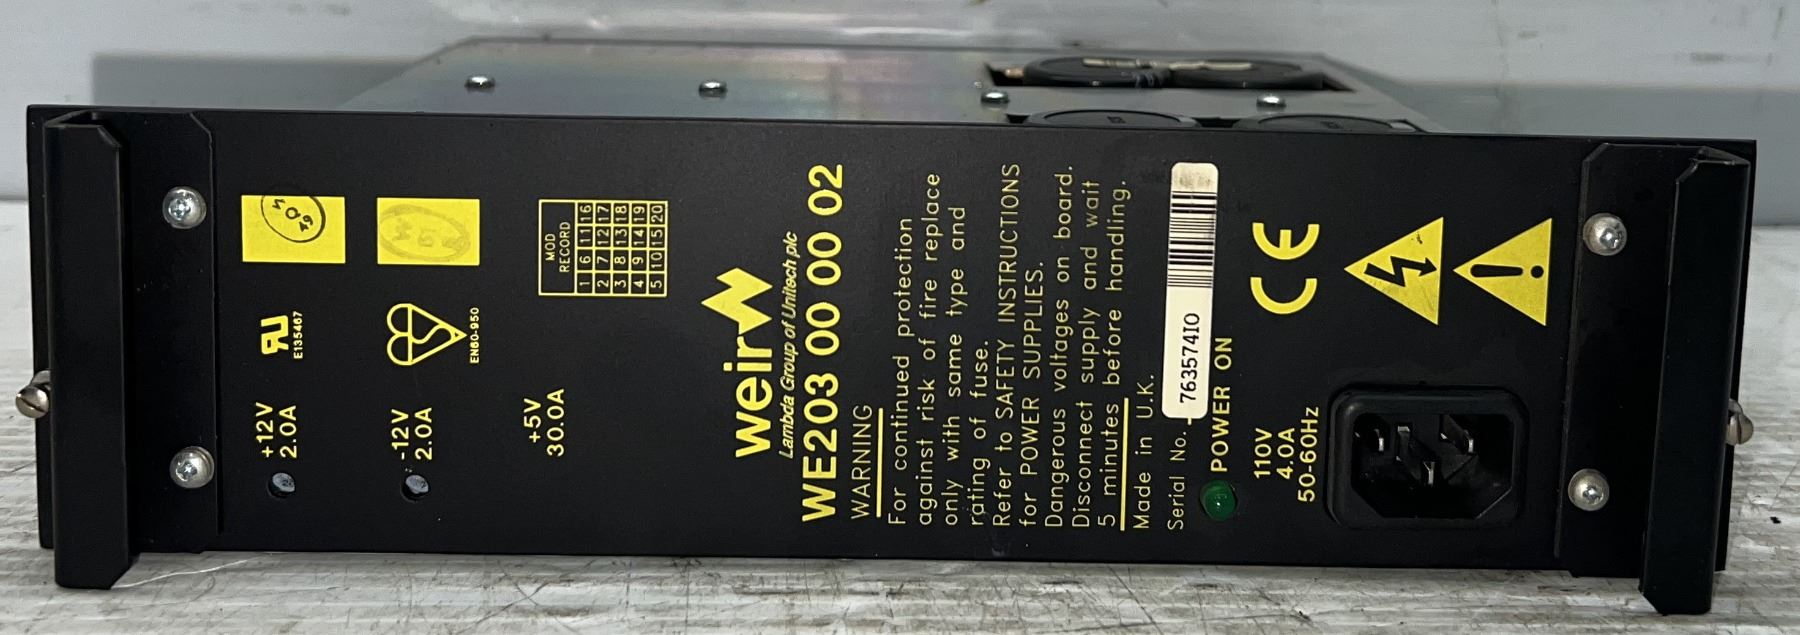 +12V
2.0A
-12V
2.0A
+5V
30.0A
E135467
EN60-950
MOD
RECORD
1 6 11 16
2 7 12 17
3 8 13 18
4 9 14 19
5 10 15 20
weir
Lambda Group of Unitech plc
WE203 00 00 02
WARNING
For continued protection
against risk of fire replace
only with same type and
rating of fuse.
Refer to SAFETY INSTRUCTIONS
for POWER SUPPLIES.
Dangerous voltages on board.
Disconnect supply and wait
5 minutes before handling.
Made in U.K.
Serial No.
76357410
POWER ON
110V
4.0A
50-60Hz
CE